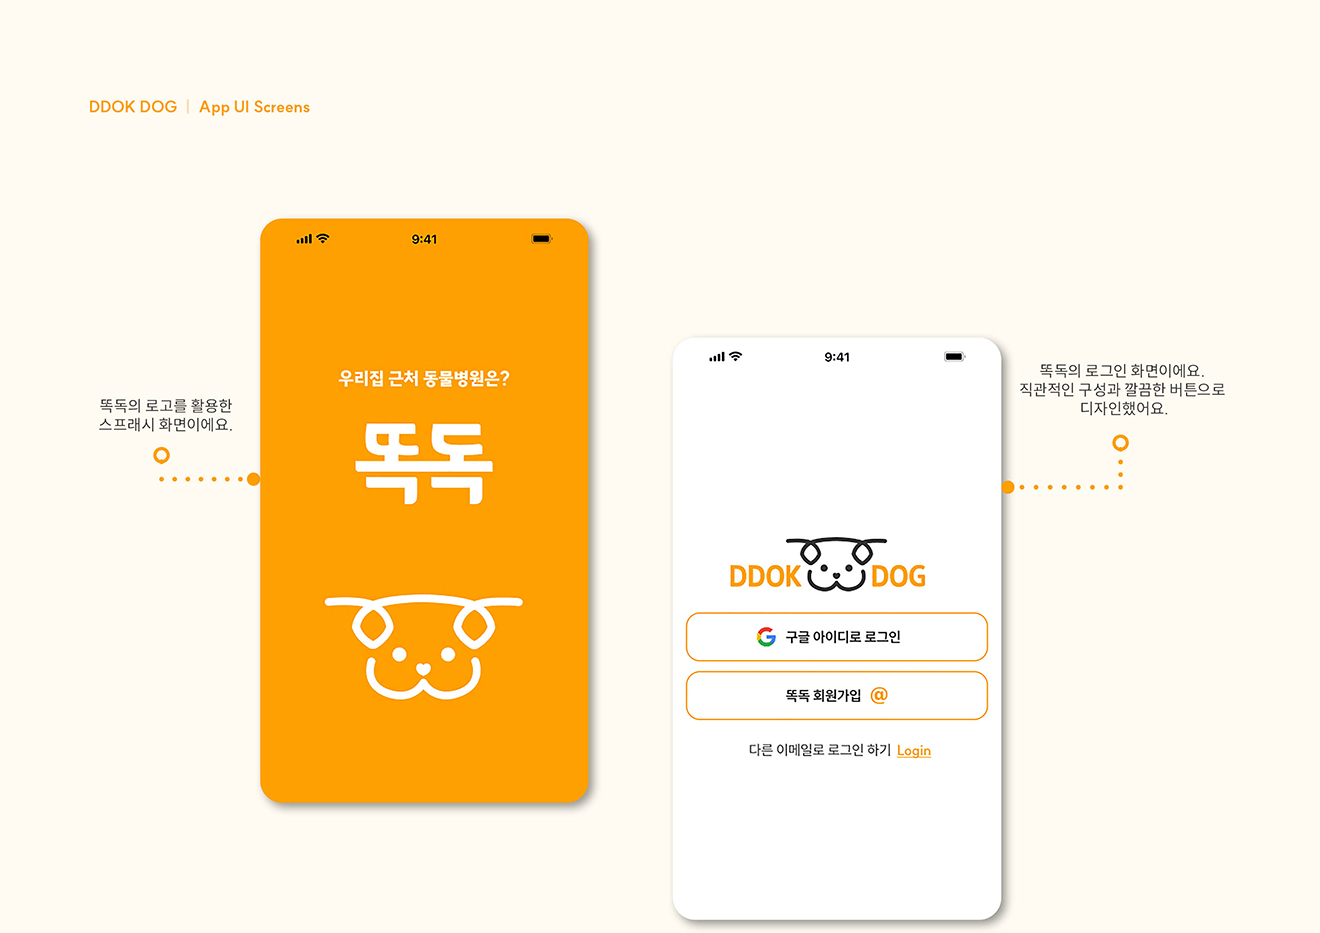 DDOK DOG | App UI Screens
9:41
우리집 근처 동물병원은?
똑독
똑독의 로고를 활용한
스프래시 화면이에요.
9:41
DDOK DOG
구글 아이디로 로그인
똑독 회원가입 @
다른 이메일로 로그인 하기 Login
똑독의 로그인 화면이에요.
직관적인 구성과 깔끔한 버튼으로
디자인했어요.